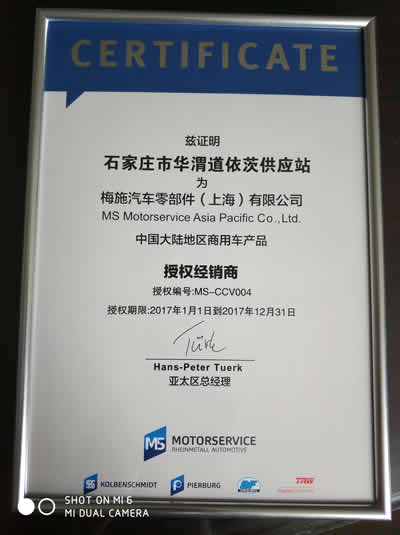 CERTIFICATE
兹证明
石家庄市华渭道依茨供应站
为
梅施汽车零部件（上海）有限公司
MS Motorservice Asia Pacific Co.,Ltd.
中国大陆地区商用车产品
授权经销商
授权编号:MS-CCV004
授权期限:2017年1月1日到2017年12月31日
Türk
Hans-Peter Tuerk
亚太区总经理
MS MOTORSERVICE
RHEINMETALL AUTOMOTIVE
KOLBENSCHMIDT
PIERBURG
BF
TRW
SHOT ON MI 6
MI DUAL CAMERA